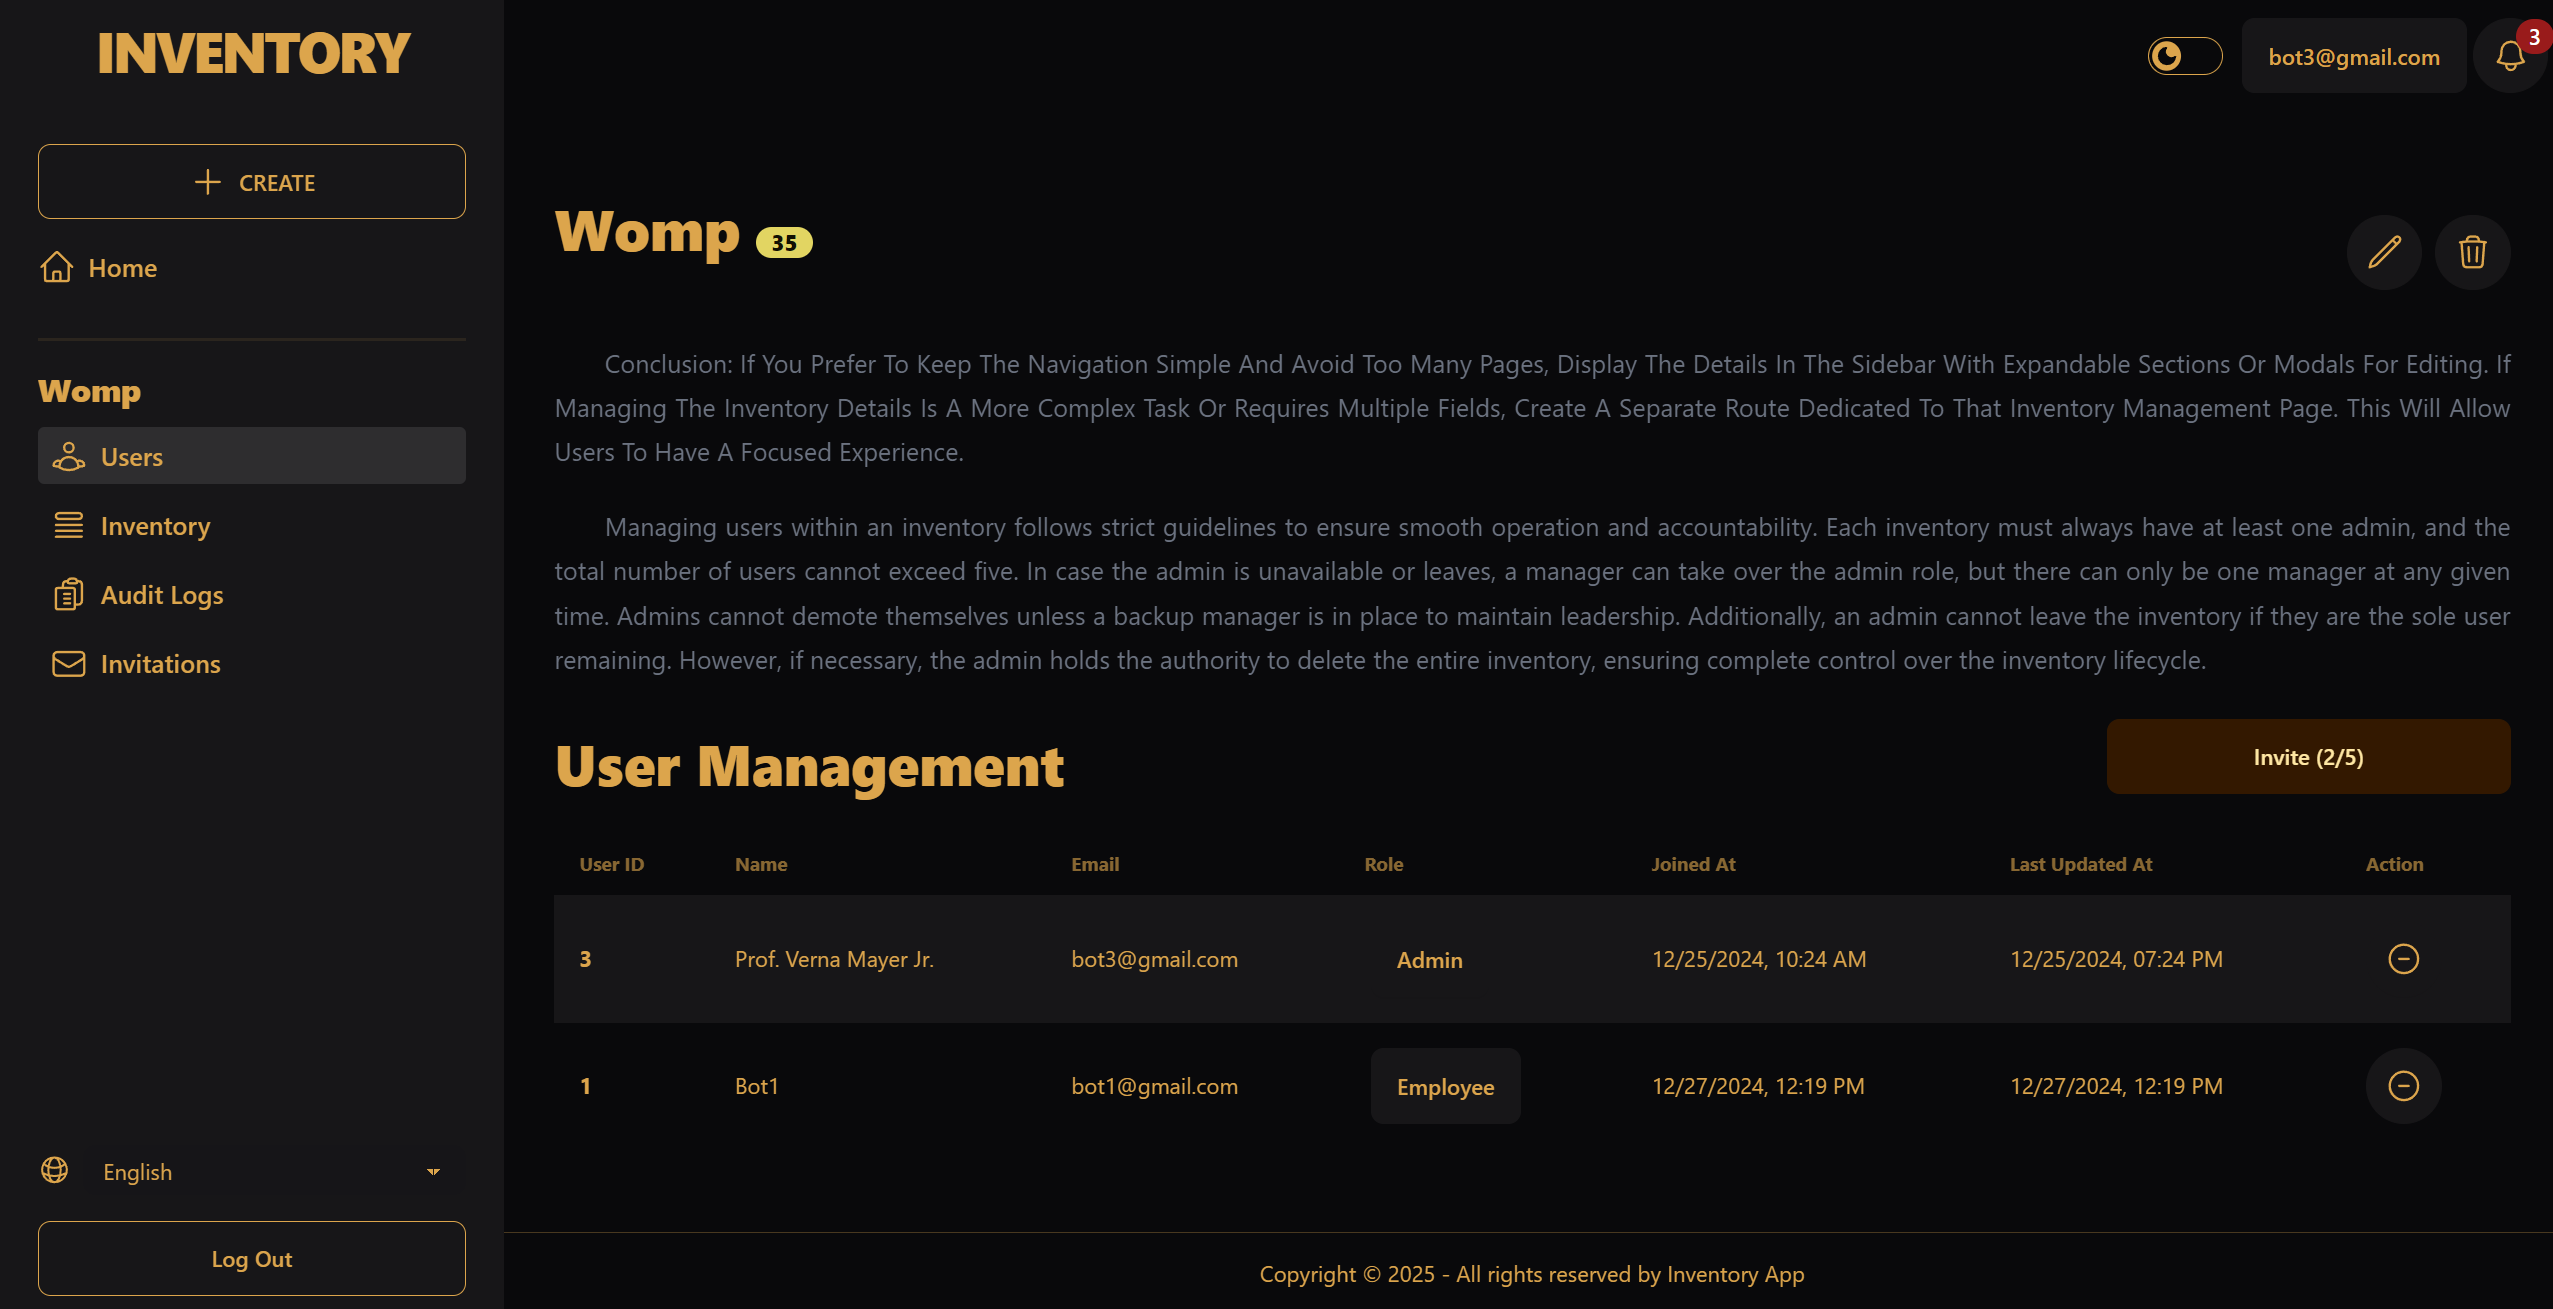 INVENTORY
bot3@gmail.com
3
CREATE
Home
Womp
Users
Inventory
Audit Logs
Invitations
English
Log Out
Womp 35
Conclusion: If You Prefer To Keep The Navigation Simple And Avoid Too Many Pages, Display The Details In The Sidebar With Expandable Sections Or Modals For Editing. If
Managing The Inventory Details Is A More Complex Task Or Requires Multiple Fields, Create A Separate Route Dedicated To That Inventory Management Page. This Will Allow
Users To Have A Focused Experience.
Managing users within an inventory follows strict guidelines to ensure smooth operation and accountability. Each inventory must always have at least one admin, and the
total number of users cannot exceed five. In case the admin is unavailable or leaves, a manager can take over the admin role, but there can only be one manager at any given
time. Admins cannot demote themselves unless a backup manager is in place to maintain leadership. Additionally, an admin cannot leave the inventory if they are the sole user
remaining. However, if necessary, the admin holds the authority to delete the entire inventory, ensuring complete control over the inventory lifecycle.
User Management
Invite (2/5)
User ID Name Email Role Joined At Last Updated At Action
3 Prof. Verna Mayer Jr. bot3@gmail.com Admin 12/25/2024, 10:24 AM 12/25/2024, 07:24 PM
1 Bot1 bot1@gmail.com Employee 12/27/2024, 12:19 PM 12/27/2024, 12:19 PM
Copyright © 2025 - All rights reserved by Inventory App